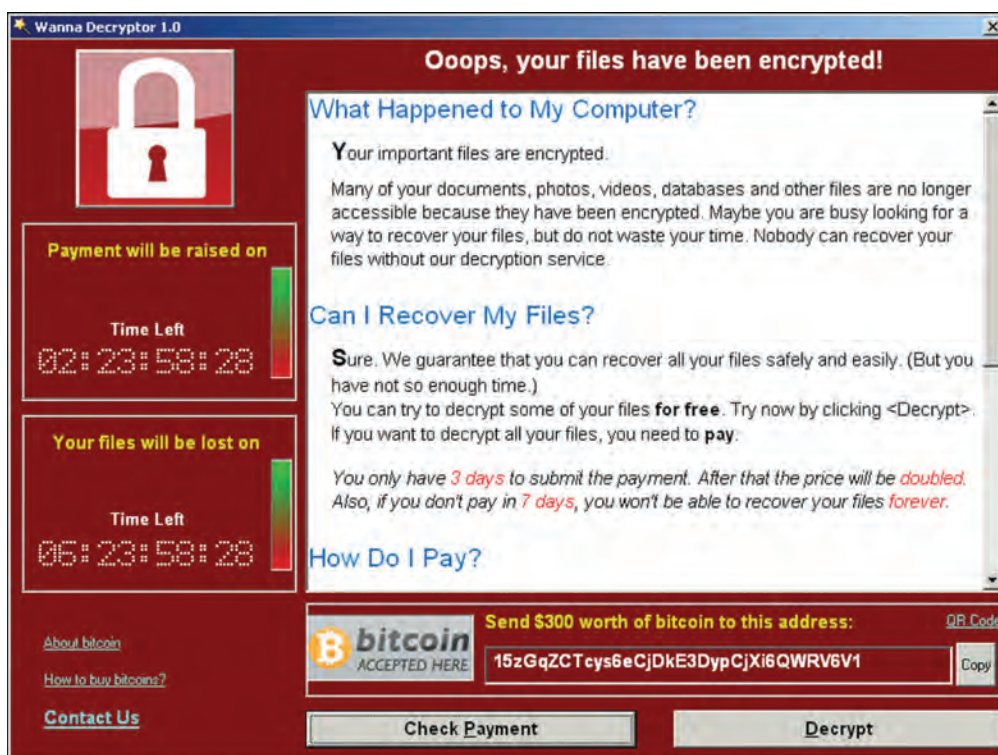 Wanna Decryptor 1.0
Ooops, your files have been encrypted!
What Happened to My Computer?
Your important files are encrypted.
Many of your documents, photos, videos, databases and other files are no longer
accessible because they have been encrypted. Maybe you are busy looking for a
way to recover your files, but do not waste your time. Nobody can recover your
files without our decryption service.
Can I Recover My Files?
Sure. We guarantee that you can recover all your files safely and easily. (But you
have not so enough time.)
You can try to decrypt some of your files for free. Try now by clicking <Decrypt>.
If you want to decrypt all your files, you need to pay.
You only have 3 days to submit the payment. After that the price will be doubled.
Also, if you don't pay in 7 days, you won't be able to recover your files forever.
How Do I Pay?
Payment will be raised on
Time Left
02:23:58:28
Your files will be lost on
Time Left
06:23:58:28
About bitcoin
How to buy bitcoins?
Contact Us
bitcoin
ACCEPTED HERE
Send $300 worth of bitcoin to this address:
QR Code
15zGqZCTcys6eCjDkE3DypCjXi6QWRV6V1
Copy
Check Payment
Decrypt